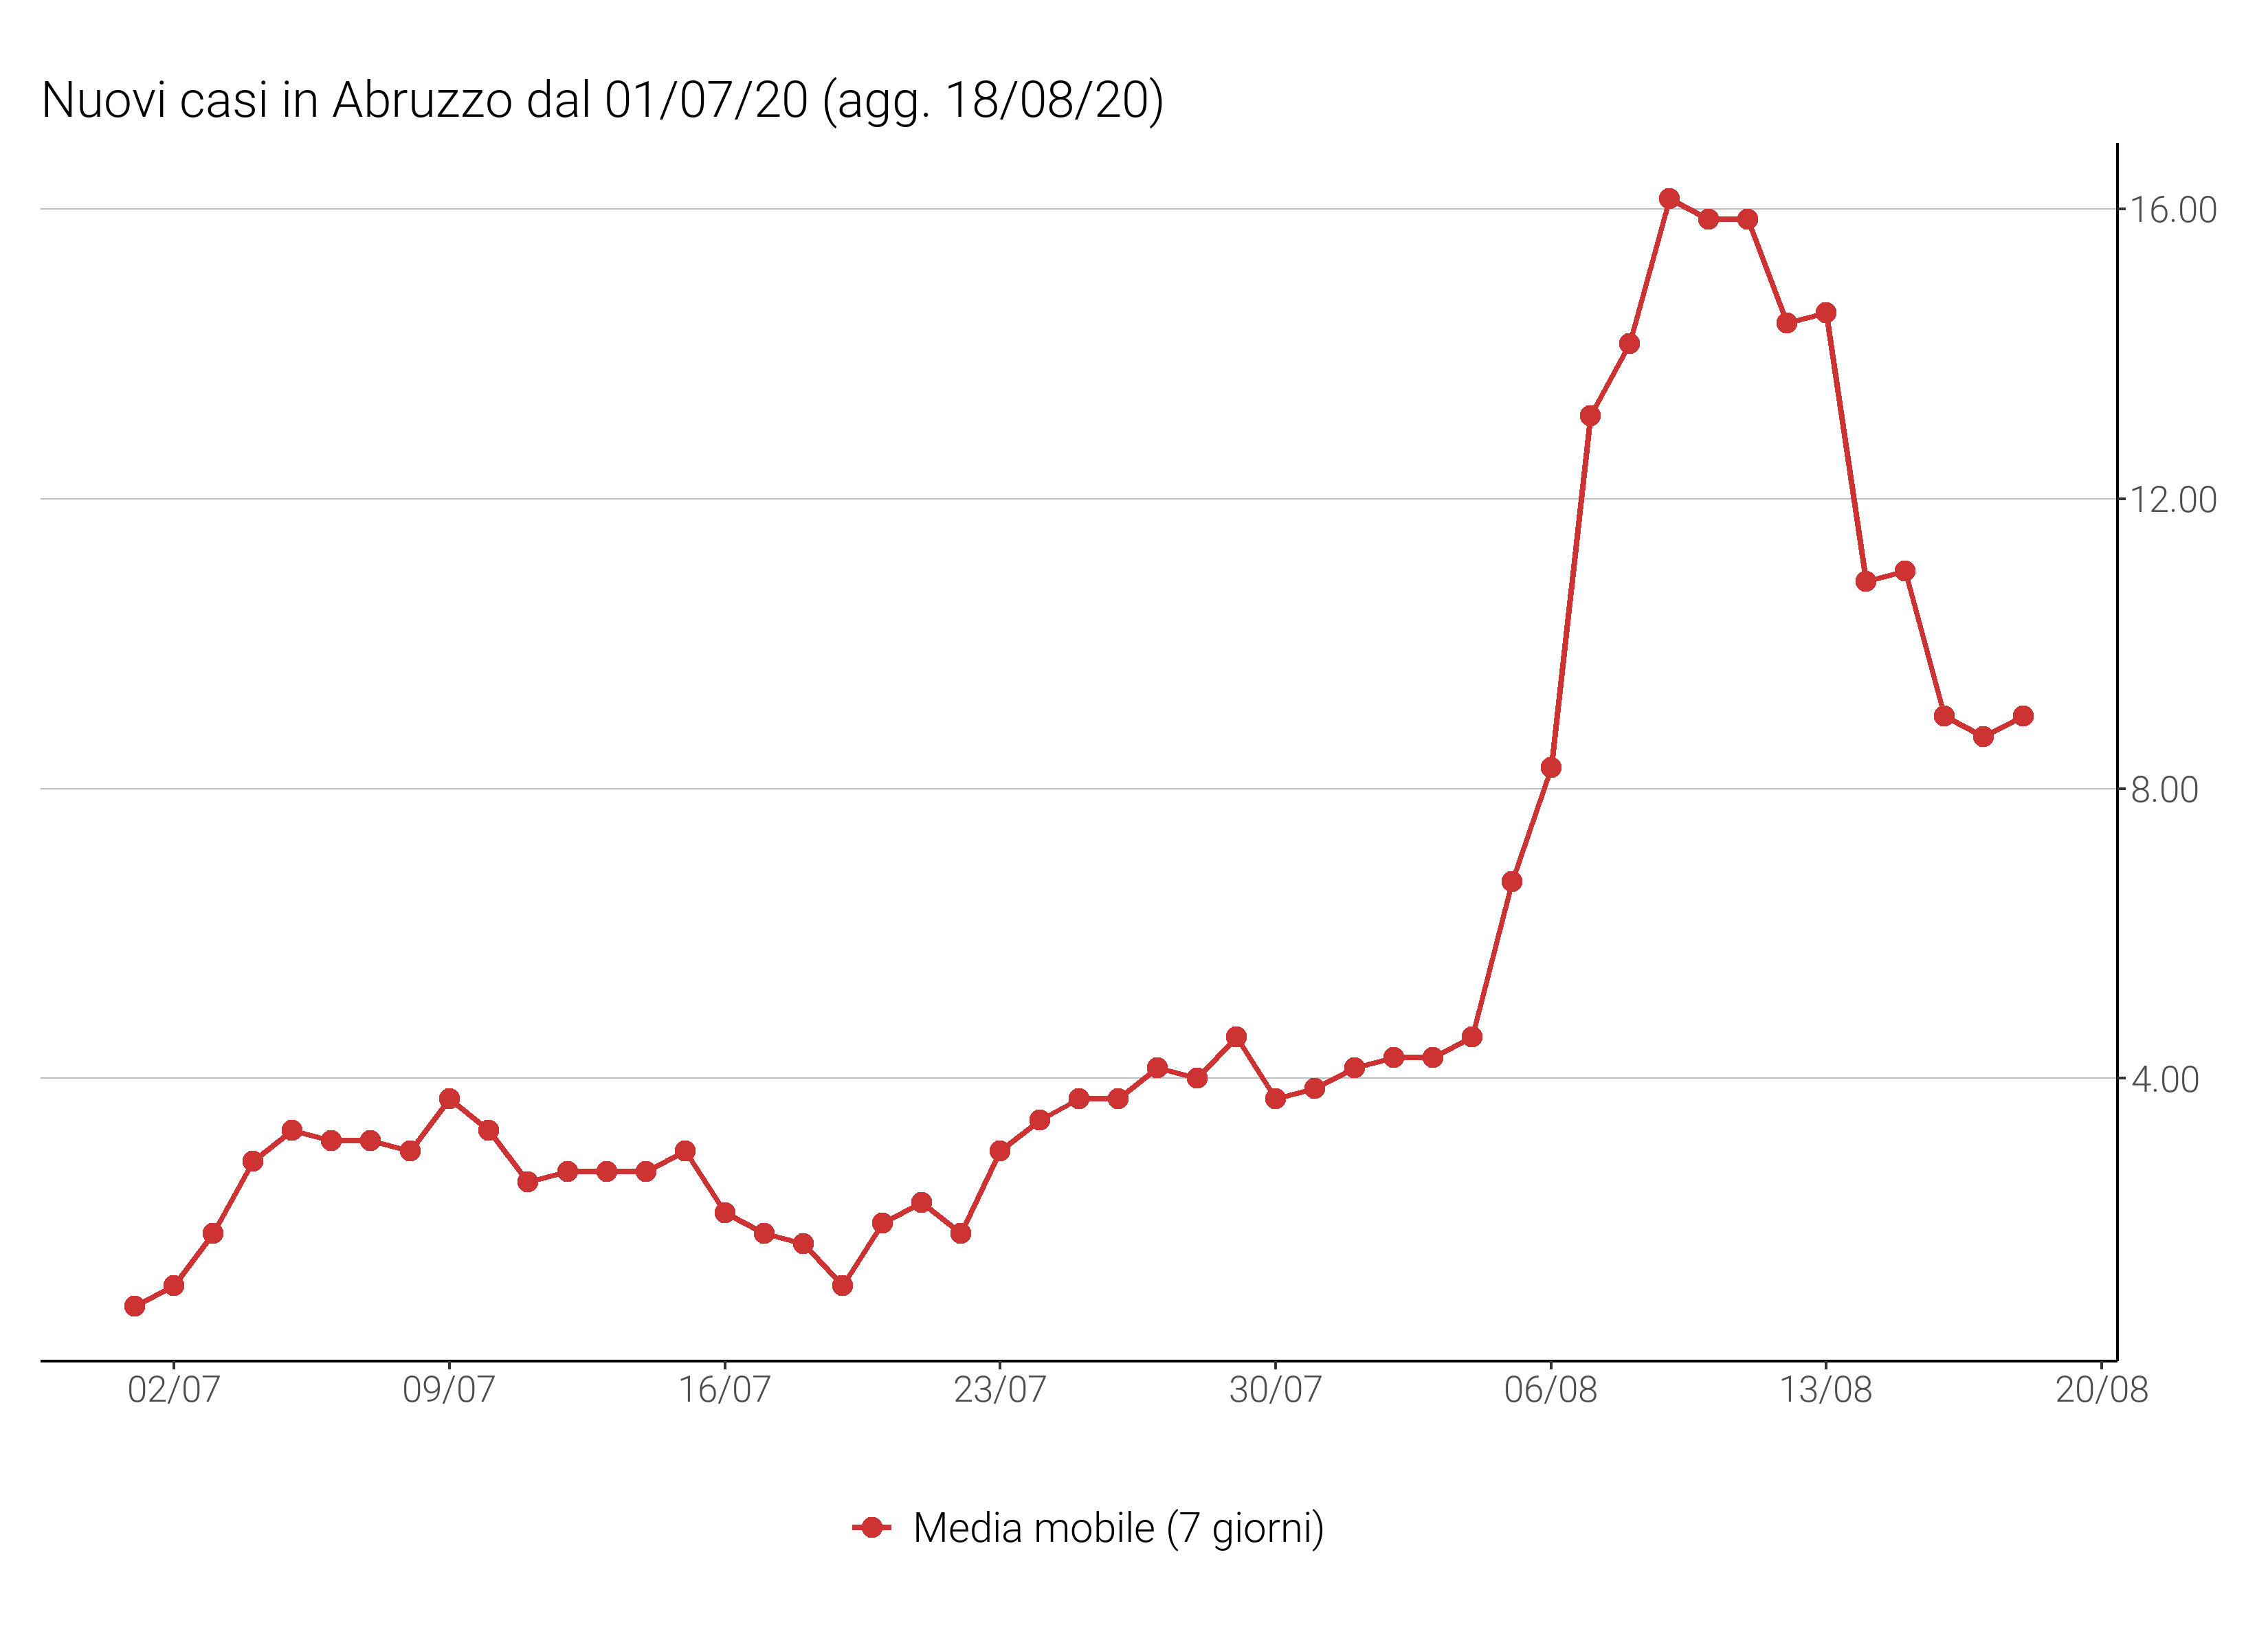 Nuovi casi in Abruzzo dal 01/07/20 (agg. 18/08/20)
16.00
12.00
8.00
4.00
02/07 09/07 16/07 23/07 30/07 06/08 13/08 20/08
Media mobile (7 giorni)